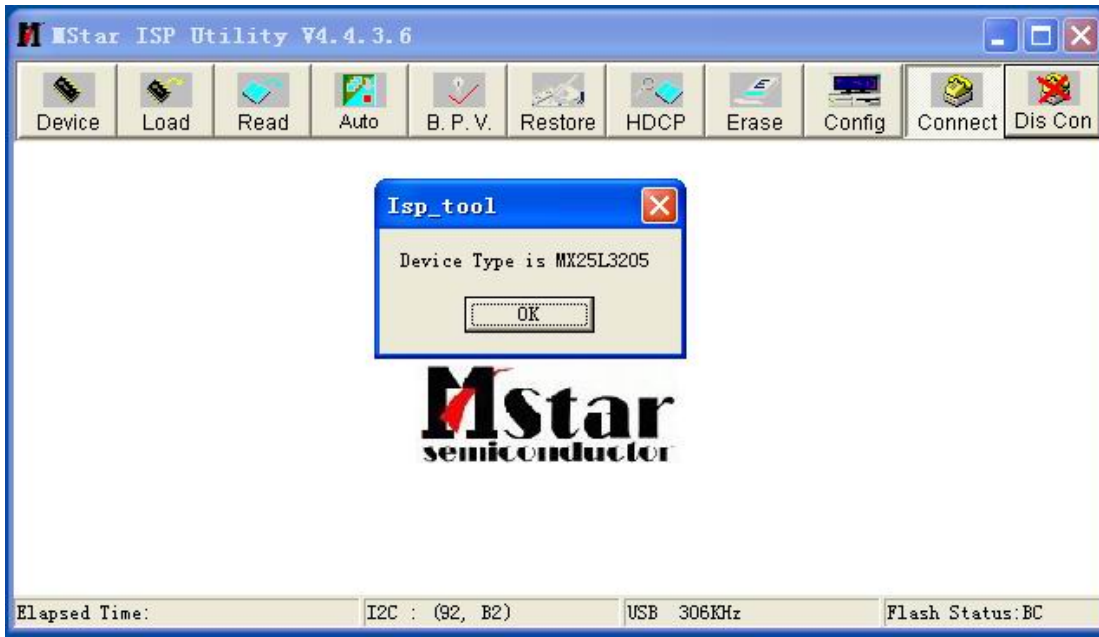 MStar ISP Utility V4.4.3.6
Device Load Read Auto B. P. V. Restore HDCP Erase Config Connect Dis Con
Isp_tool
Device Type is MX25L3205
OK
MStar
semiconductor
Elapsed Time: I2C : (92, B2) USB 306KHz Flash Status:BC